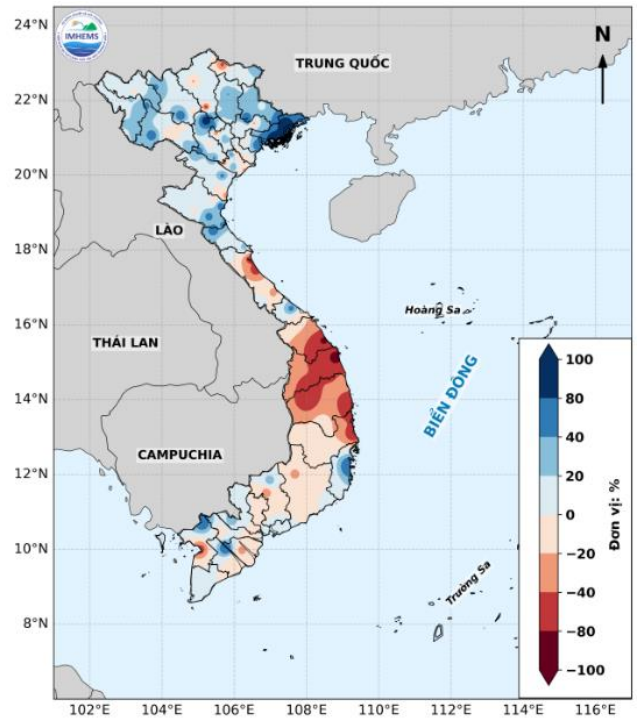 24°N
22°N
20°N
18°N
16°N
14°N
12°N
10°N
8°N
IMHEMS
TRUNG QUỐC
N
LÀO
THÁI LAN
CAMPUCHIA
Hoàng Sa
BIỂN ĐÔNG
Trường Sa
100
80
40
20
0
−20
−40
−80
−100
Đơn vị: %
102°E 104°E 106°E 108°E 110°E 112°E 114°E 116°E